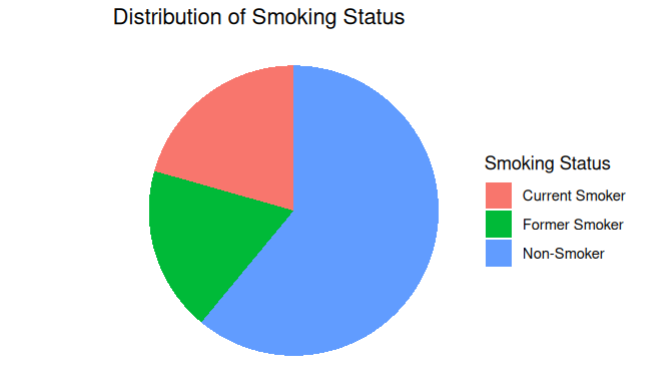 Distribution of Smoking Status
Smoking Status
Current Smoker
Former Smoker
Non-Smoker